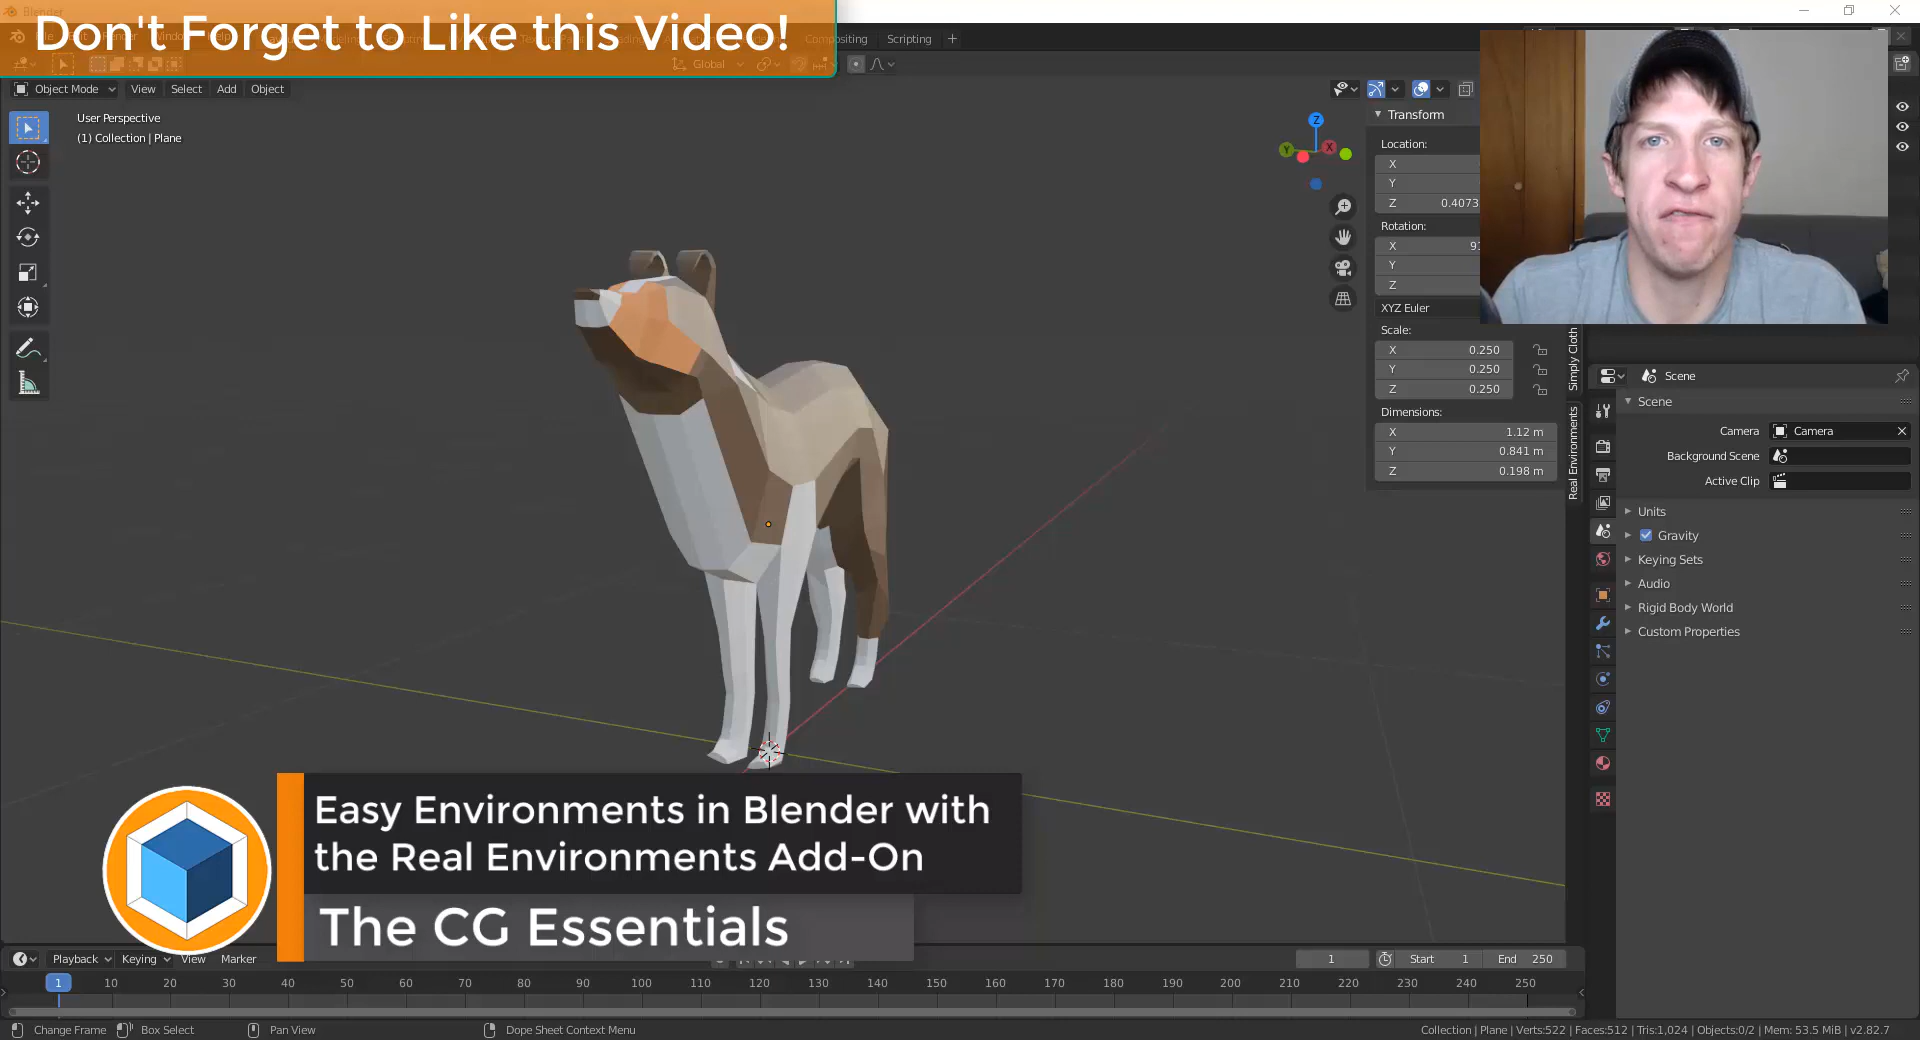 Don't Forget to Like this Video!
Compositing
Scripting
Global
Object Mode
View
Select
Add
Object
User Perspective
(1) Collection | Plane
Z
Y
X
Transform
Location:
X
Y
Z 0.4073
Rotation:
X
Y
Z
XYZ Euler
Scale:
X 0.250
Y 0.250
Z 0.250
Dimensions:
X 1.12 m
Y 0.841 m
Z 0.198 m
Simply Cloth
Real Environments
Scene
Scene
Camera Camera
Background Scene
Active Clip
Units
Gravity
Keying Sets
Audio
Rigid Body World
Custom Properties
Easy Environments in Blender with
the Real Environments Add-On
The CG Essentials
Playback
Keying
View
Marker
1
Start 1
End 250
1 10 20 30 40 50 60 70 80 90 100 110 120 130 140 150 160 170 180 190 200 210 220 230 240 250
Change Frame
Box Select
Pan View
Dope Sheet Context Menu
Collection | Plane | Verts:522 | Faces:512 | Tris:1,024 | Objects:0/2 | Mem: 53.5 MiB | v2.82.7